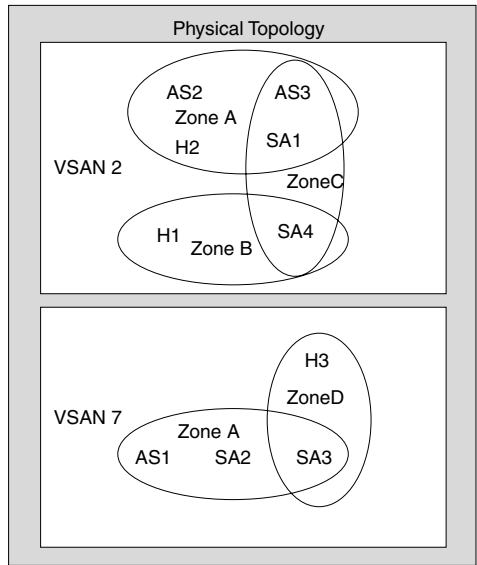 Physical Topology
AS2
AS3
Zone A
SA1
H2
VSAN 2
ZoneC
H1
SA4
Zone B
H3
ZoneD
VSAN 7
Zone A
AS1
SA2
SA3